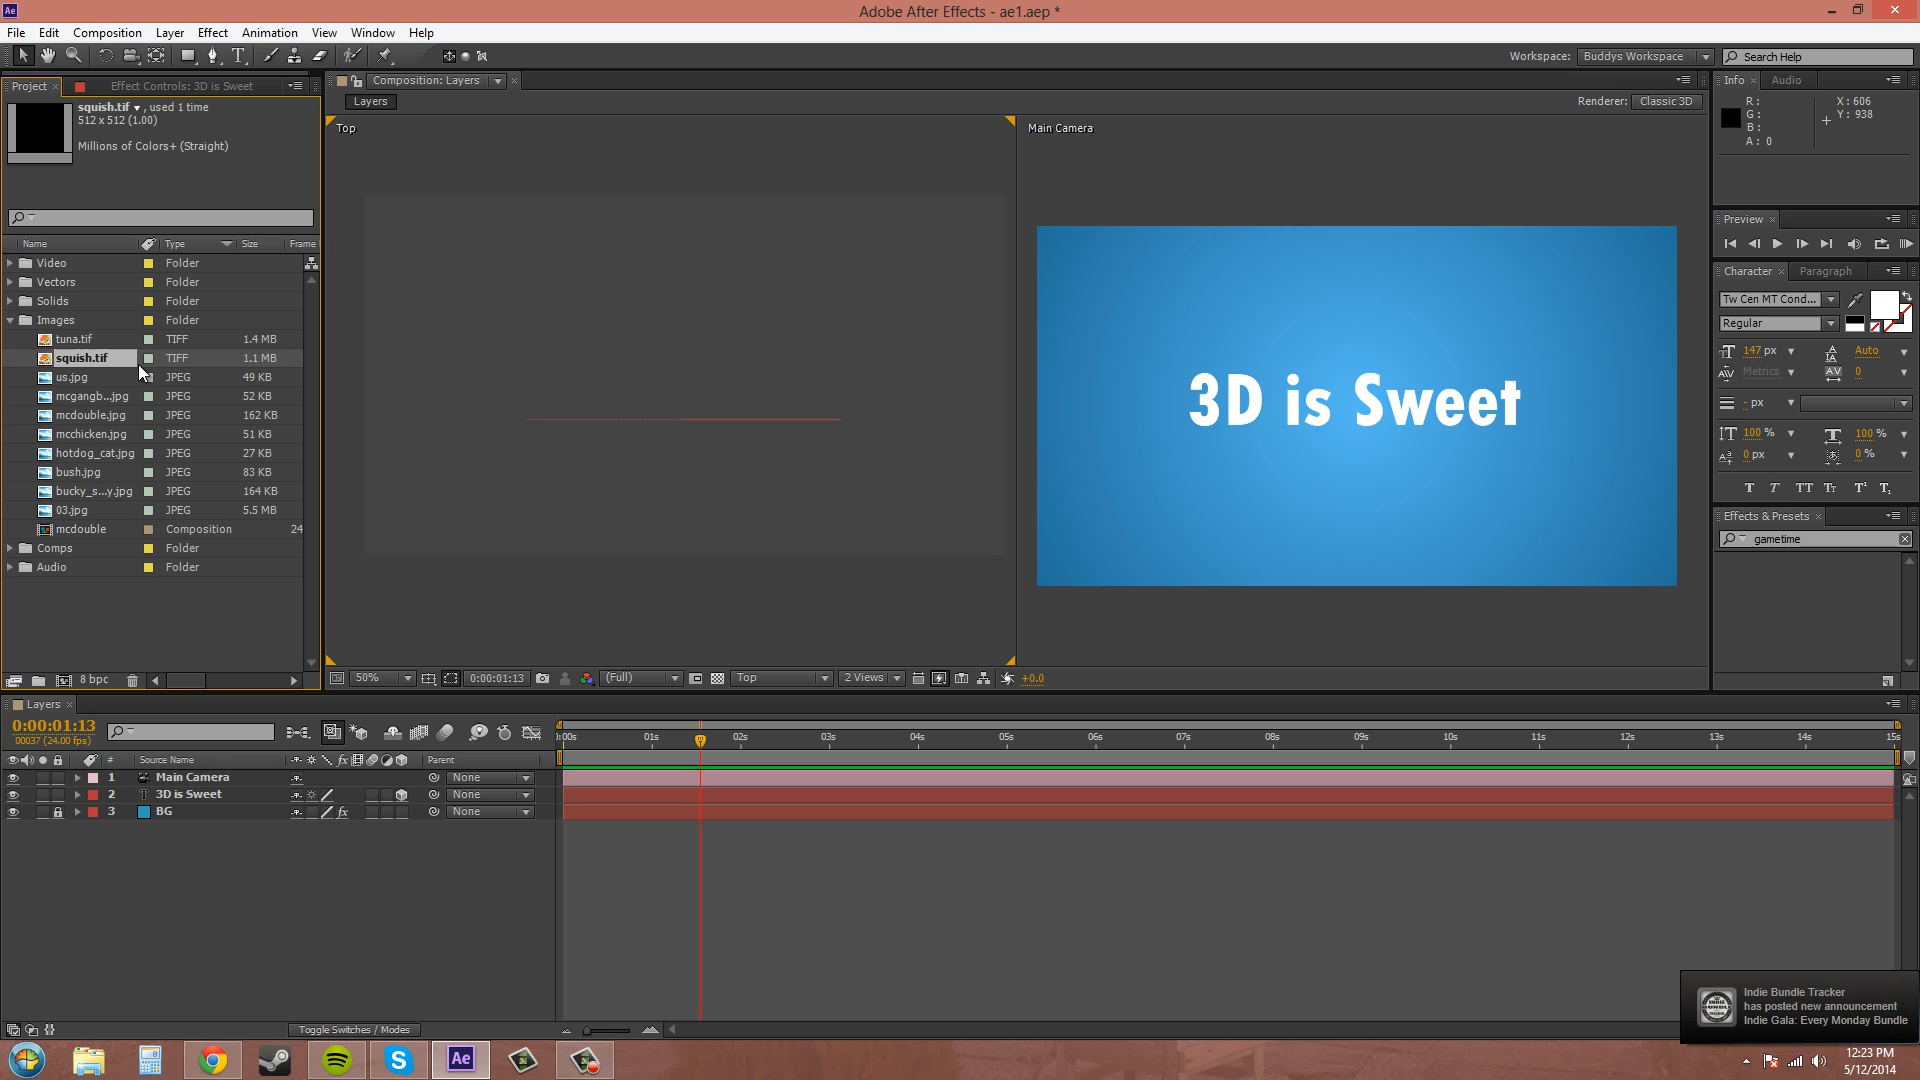 Ae
Adobe After Effects - ae1.aep *
File Edit Composition Layer Effect Animation View Window Help
Workspace: Buddys Workspace Search Help
Project Effect Controls: 3D is Sweet
squish.tif , used 1 time
512 x 512 (1.00)
Millions of Colors+ (Straight)
Name Type Size Frame
Video Folder
Vectors Folder
Solids Folder
Images Folder
tuna.tif TIFF 1.4 MB
squish.tif TIFF 1.1 MB
us.jpg JPEG 49 KB
mcgangb...jpg JPEG 52 KB
mcdouble.jpg JPEG 162 KB
mcchicken.jpg JPEG 51 KB
hotdog_cat.jpg JPEG 27 KB
bush.jpg JPEG 83 KB
bucky_s...y.jpg JPEG 164 KB
03.jpg JPEG 5.5 MB
mcdouble Composition 24
Comps Folder
Audio Folder
8 bpc
Composition: Layers
Layers
Renderer: Classic 3D
Top
Main Camera
3D is Sweet
50% 0:00:01:13 (Full) Top 2 Views +0.0
Info Audio
R: X: 606
G: Y: 938
B:
A: 0
Preview
Character Paragraph
Tw Cen MT Cond...
Regular
147 px Auto
Metrics 0
- px
100 % 100 %
0 px 0 %
T T TT Tt T¹ T₁
Effects & Presets
gametime
Layers
0:00:01:13
00037 (24.00 fps)
# Source Name fx Parent
1 Main Camera None
2 3D is Sweet None
3 BG fx None
):00s 01s 02s 03s 04s 05s 06s 07s 08s 09s 10s 11s 12s 13s 14s 15s
Toggle Switches / Modes
Indie Bundle Tracker
has posted new announcement
Indie Gala: Every Monday Bundle
Ae
12:23 PM
5/12/2014